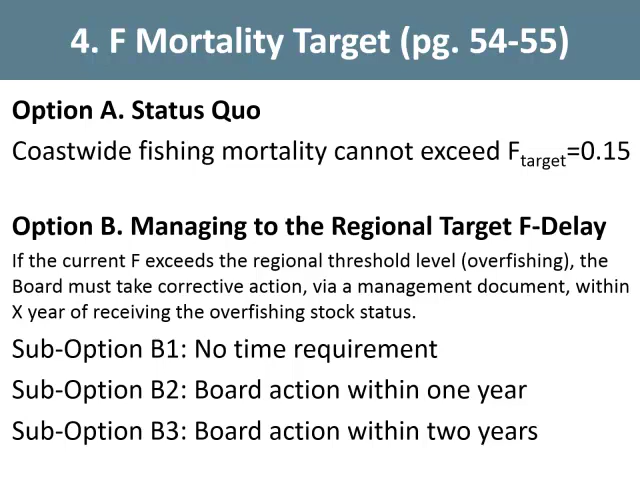 4. F Mortality Target (pg. 54-55)
Option A. Status Quo
Coastwide fishing mortality cannot exceed Ftarget=0.15
Option B. Managing to the Regional Target F-Delay
If the current F exceeds the regional threshold level (overfishing), the
Board must take corrective action, via a management document, within
X year of receiving the overfishing stock status.
Sub-Option B1: No time requirement
Sub-Option B2: Board action within one year
Sub-Option B3: Board action within two years